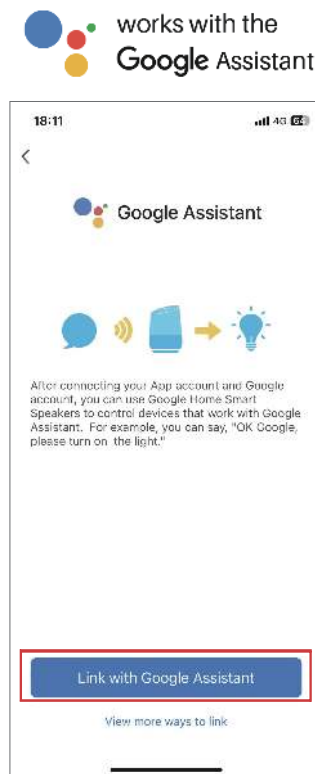 works with the
Google Assistant
18:11
4G 64
Google Assistant
After connecting your App account and Google
account, you can use Google Home Smart
Speakers to control devices that work with Google
Assistant. For example, you can say, "OK Google,
please turn on the light."
Link with Google Assistant
View more ways to link